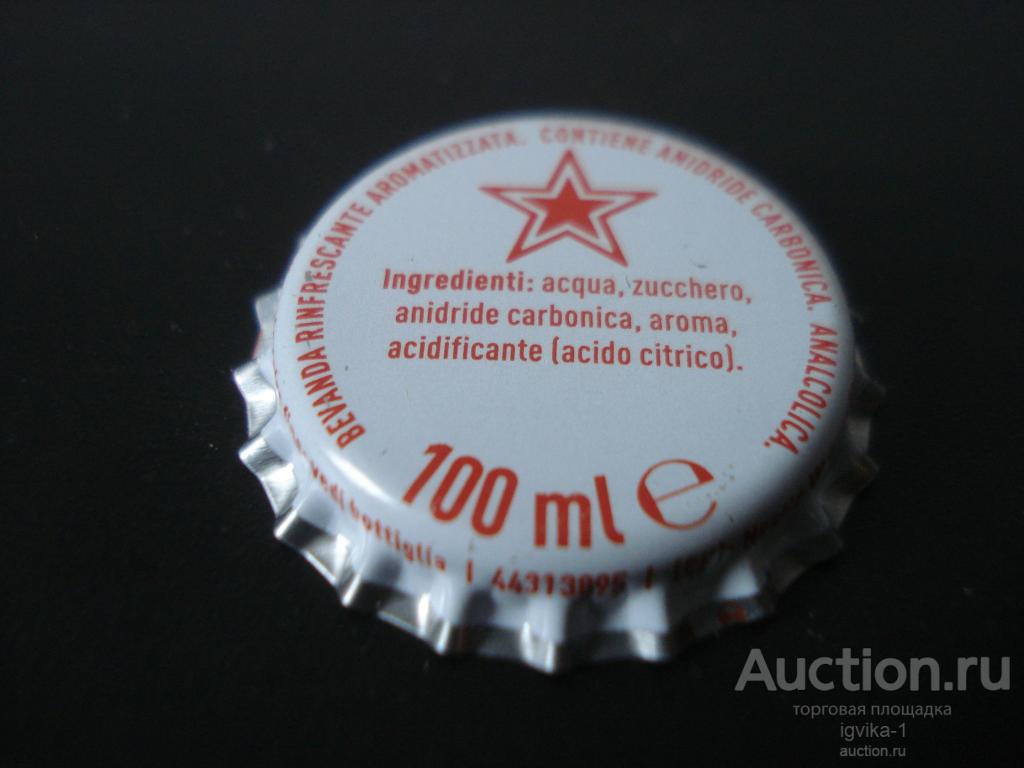 BEVANDA RINFRESCANTE AROMATIZZATA. CONTIENE ANIDRIDE CARBONICA. ANALCOLICA.
Ingredienti: acqua, zucchero,
anidride carbonica, aroma,
acidificante (acido citrico).
100 ml e
vedi bottiglia |
Auction.ru
торговая площадка
igvika-1
auction.ru